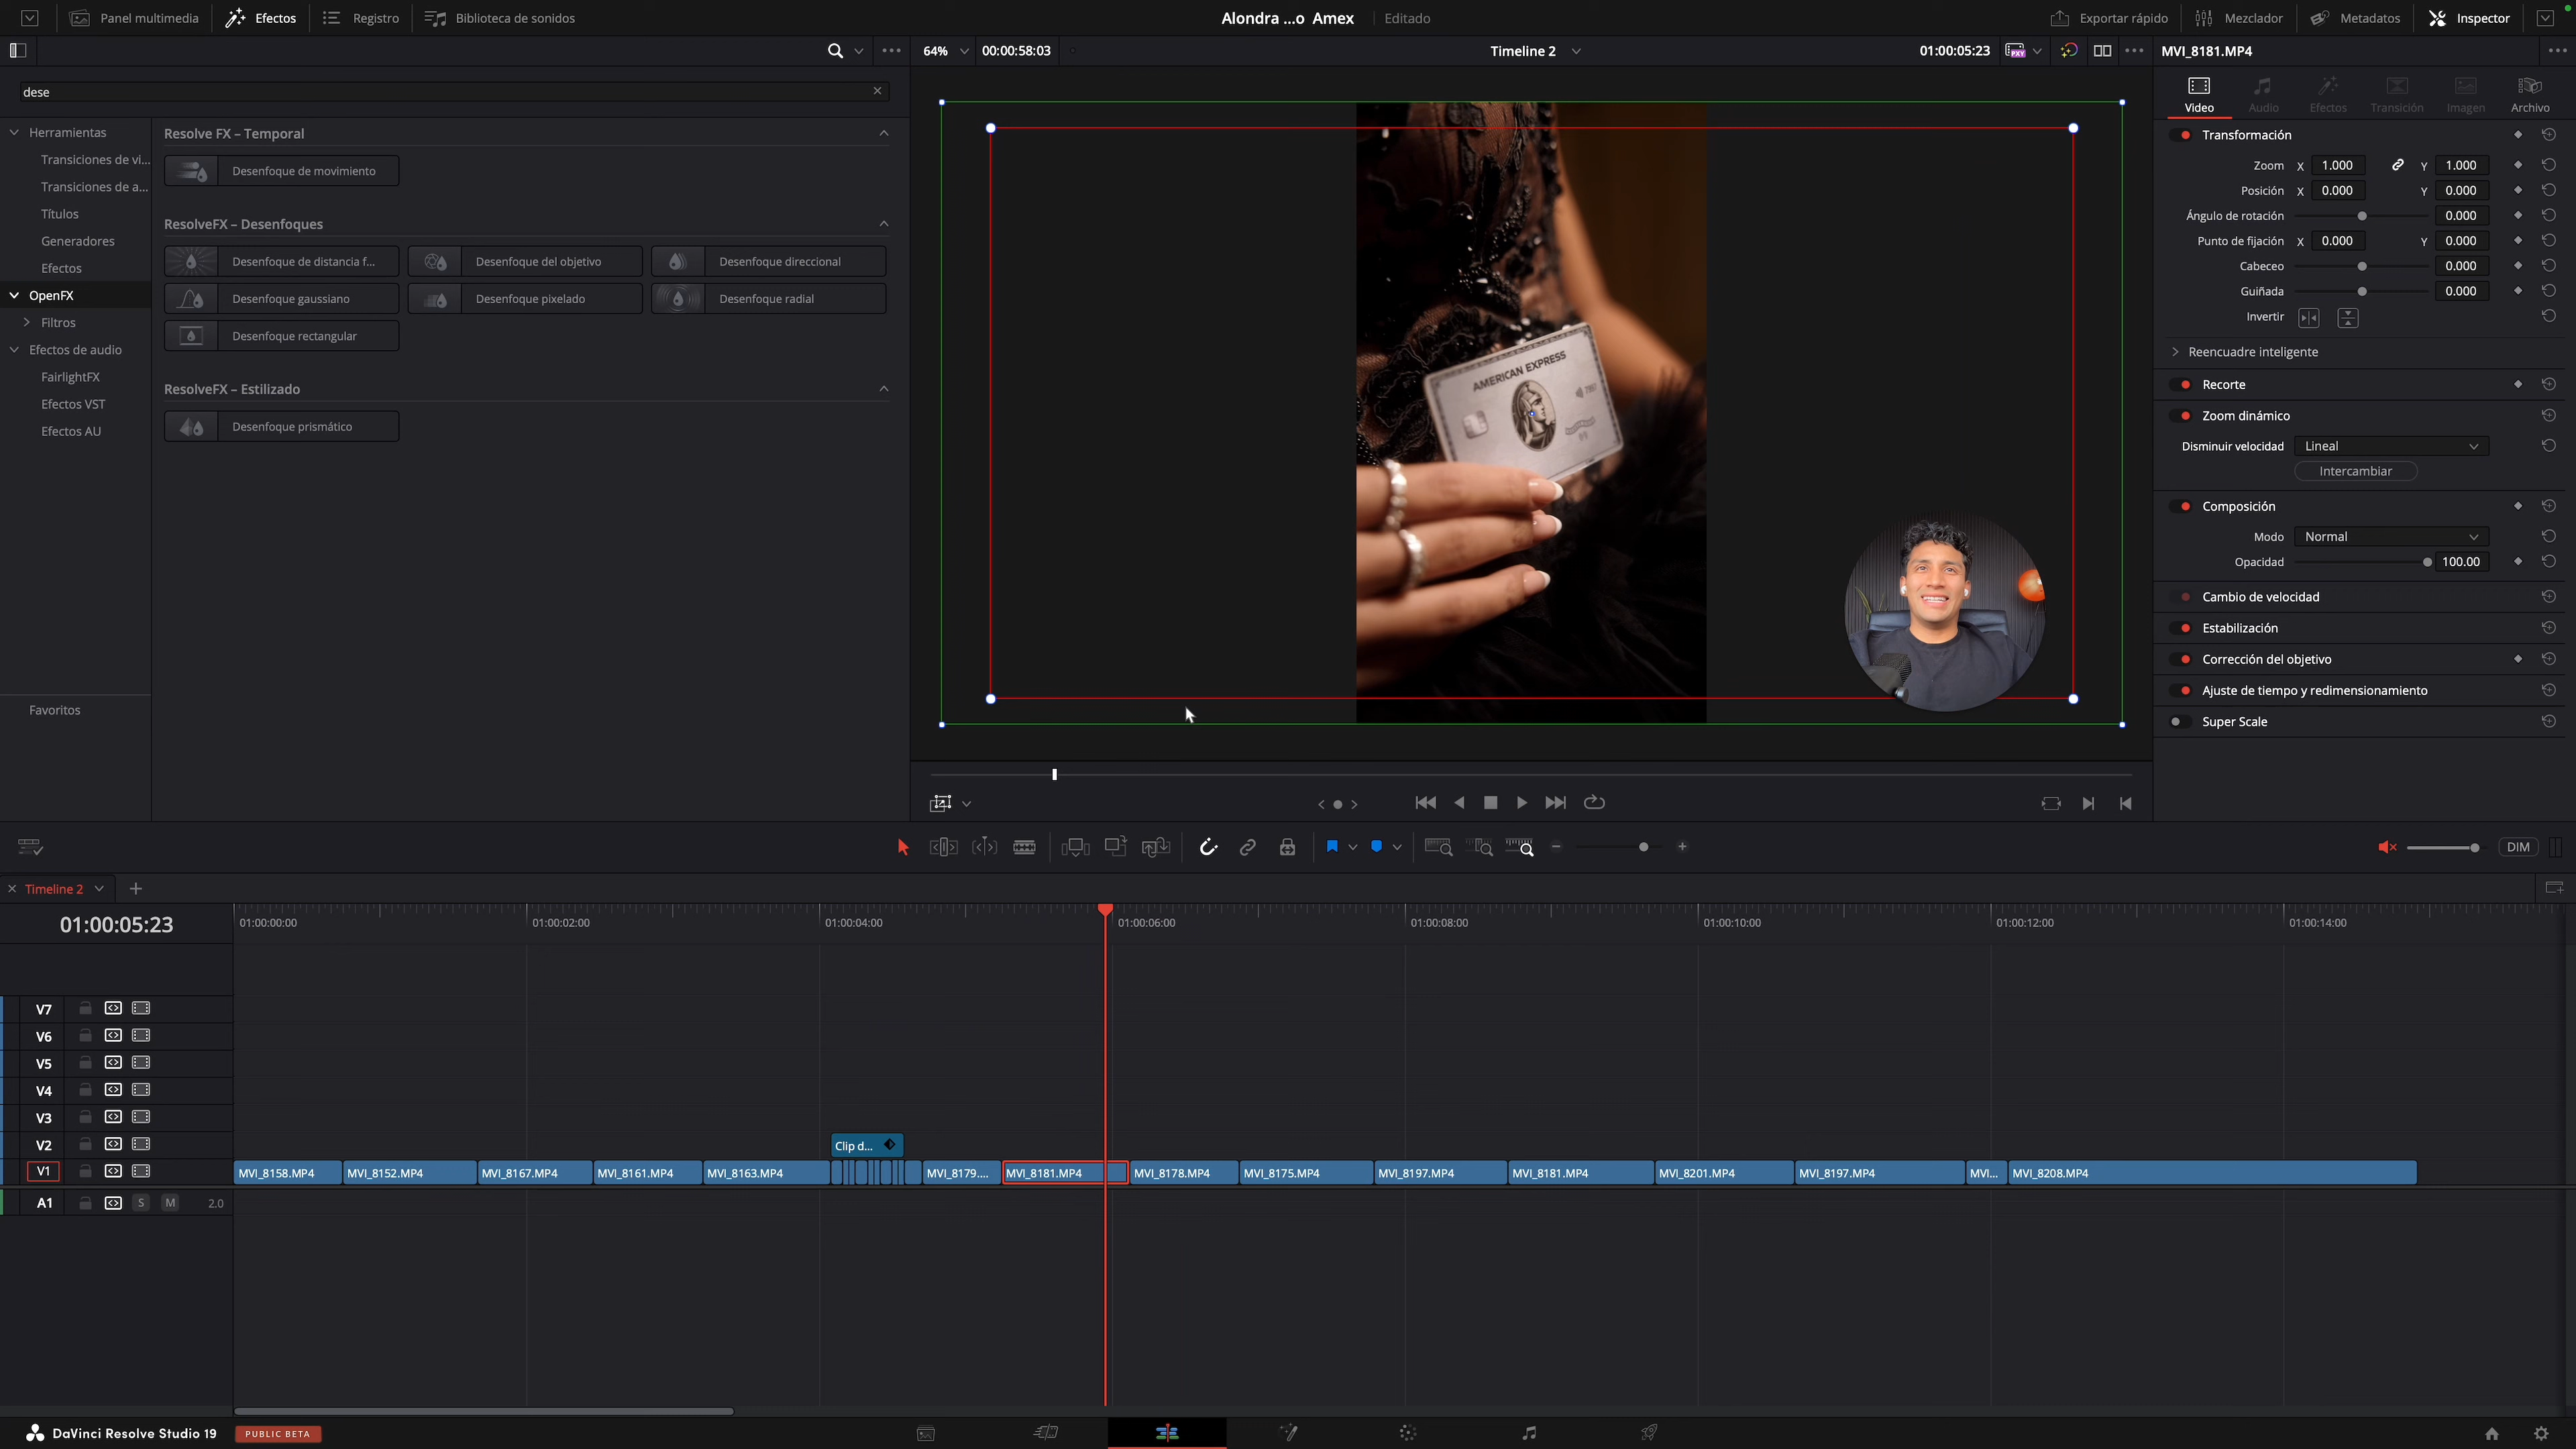 Panel multimedia Efectos Registro Biblioteca de sonidos Alondra ...o Amex Editado Exportar rápido Mezclador Metadatos Inspector
64% 00:00:58:03 Timeline 2 01:00:05:23 PXY MVI_8181.MP4
dese
Video Audio Efectos Transición Imagen Archivo
Herramientas
Transiciones de vi...
Transiciones de a...
Títulos
Generadores
Efectos
OpenFX
Filtros
Efectos de audio
FairlightFX
Efectos VST
Efectos AU
Favoritos
Resolve FX – Temporal
Desenfoque de movimiento
ResolveFX – Desenfoques
Desenfoque de distancia f... Desenfoque del objetivo Desenfoque direccional
Desenfoque gaussiano Desenfoque pixelado Desenfoque radial
Desenfoque rectangular
ResolveFX – Estilizado
Desenfoque prismático
AMERICAN EXPRESS
Transformación
Zoom X 1.000 Y 1.000
Posición X 0.000 Y 0.000
Ángulo de rotación 0.000
Punto de fijación X 0.000 Y 0.000
Cabeceo 0.000
Guiñada 0.000
Invertir
Reencuadre inteligente
Recorte
Zoom dinámico
Disminuir velocidad Lineal
Intercambiar
Composición
Modo Normal
Opacidad 100.00
Cambio de velocidad
Estabilización
Corrección del objetivo
Ajuste de tiempo y redimensionamiento
Super Scale
DIM
Timeline 2
01:00:05:23 01:00:00:00 01:00:02:00 01:00:04:00 01:00:06:00 01:00:08:00 01:00:10:00 01:00:12:00 01:00:14:00
V7
V6
V5
V4
V3
V2 Clip d...
V1 MVI_8158.MP4 MVI_8152.MP4 MVI_8167.MP4 MVI_8161.MP4 MVI_8163.MP4 MVI_8179.... MVI_8181.MP4 MVI_8178.MP4 MVI_8175.MP4 MVI_8197.MP4 MVI_8181.MP4 MVI_8201.MP4 MVI_8197.MP4 MVI... MVI_8208.MP4
A1 S M 2.0
DaVinci Resolve Studio 19 PUBLIC BETA